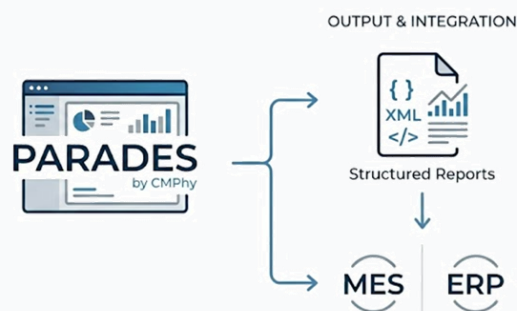 OUTPUT & INTEGRATION
{ }
XML
</>
Structured Reports
PARADES
by CMPhy
MES
ERP